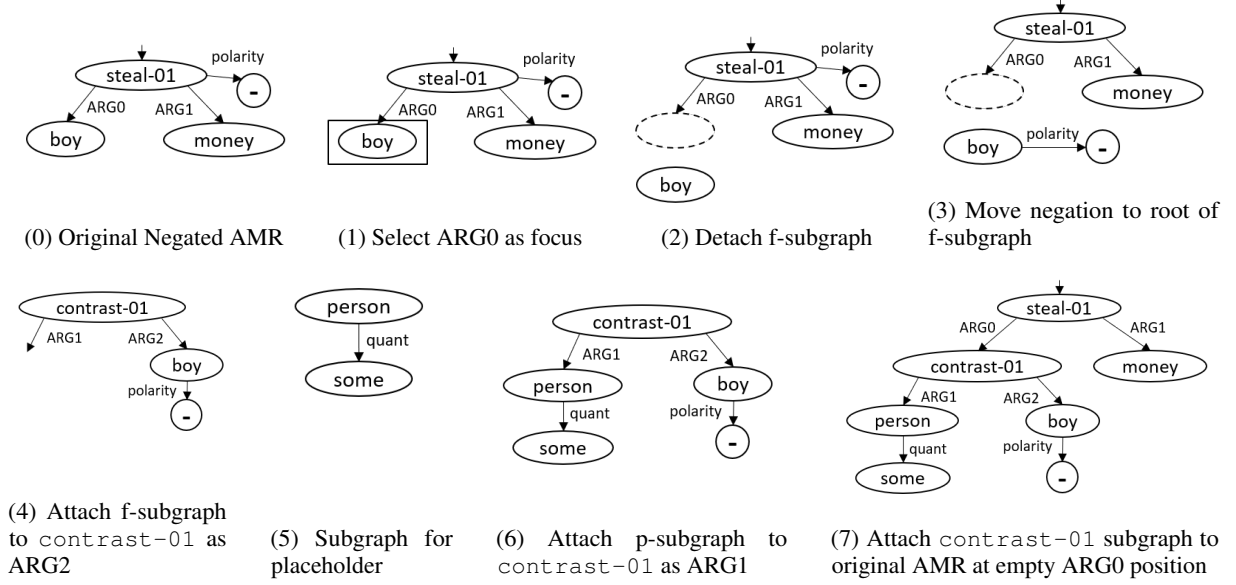 steal-01
polarity
-
ARG0
ARG1
boy
money
(0) Original Negated AMR
steal-01
polarity
-
ARG0
ARG1
boy
money
(1) Select ARG0 as focus
steal-01
polarity
-
ARG0
ARG1
money
boy
(2) Detach f-subgraph
steal-01
ARG0
ARG1
money
boy
polarity
-
(3) Move negation to root of
f-subgraph
contrast-01
ARG1
ARG2
boy
polarity
-
(4) Attach f-subgraph
to contrast-01 as
ARG2
person
quant
some
(5) Subgraph for
placeholder
contrast-01
ARG1
ARG2
person
boy
quant
polarity
some
-
(6) Attach p-subgraph to
contrast-01 as ARG1
steal-01
ARG0
ARG1
contrast-01
money
ARG1
ARG2
person
boy
quant
polarity
some
-
(7) Attach contrast-01 subgraph to
original AMR at empty ARG0 position